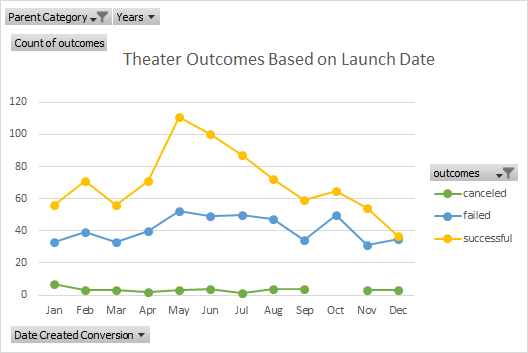 Parent Category Years
Count of outcomes
Theater Outcomes Based on Launch Date
120
100
80
60
40
20
0
Jan Feb Mar Apr May Jun Jul Aug Sep Oct Nov Dec
outcomes
canceled
failed
successful
Date Created Conversion